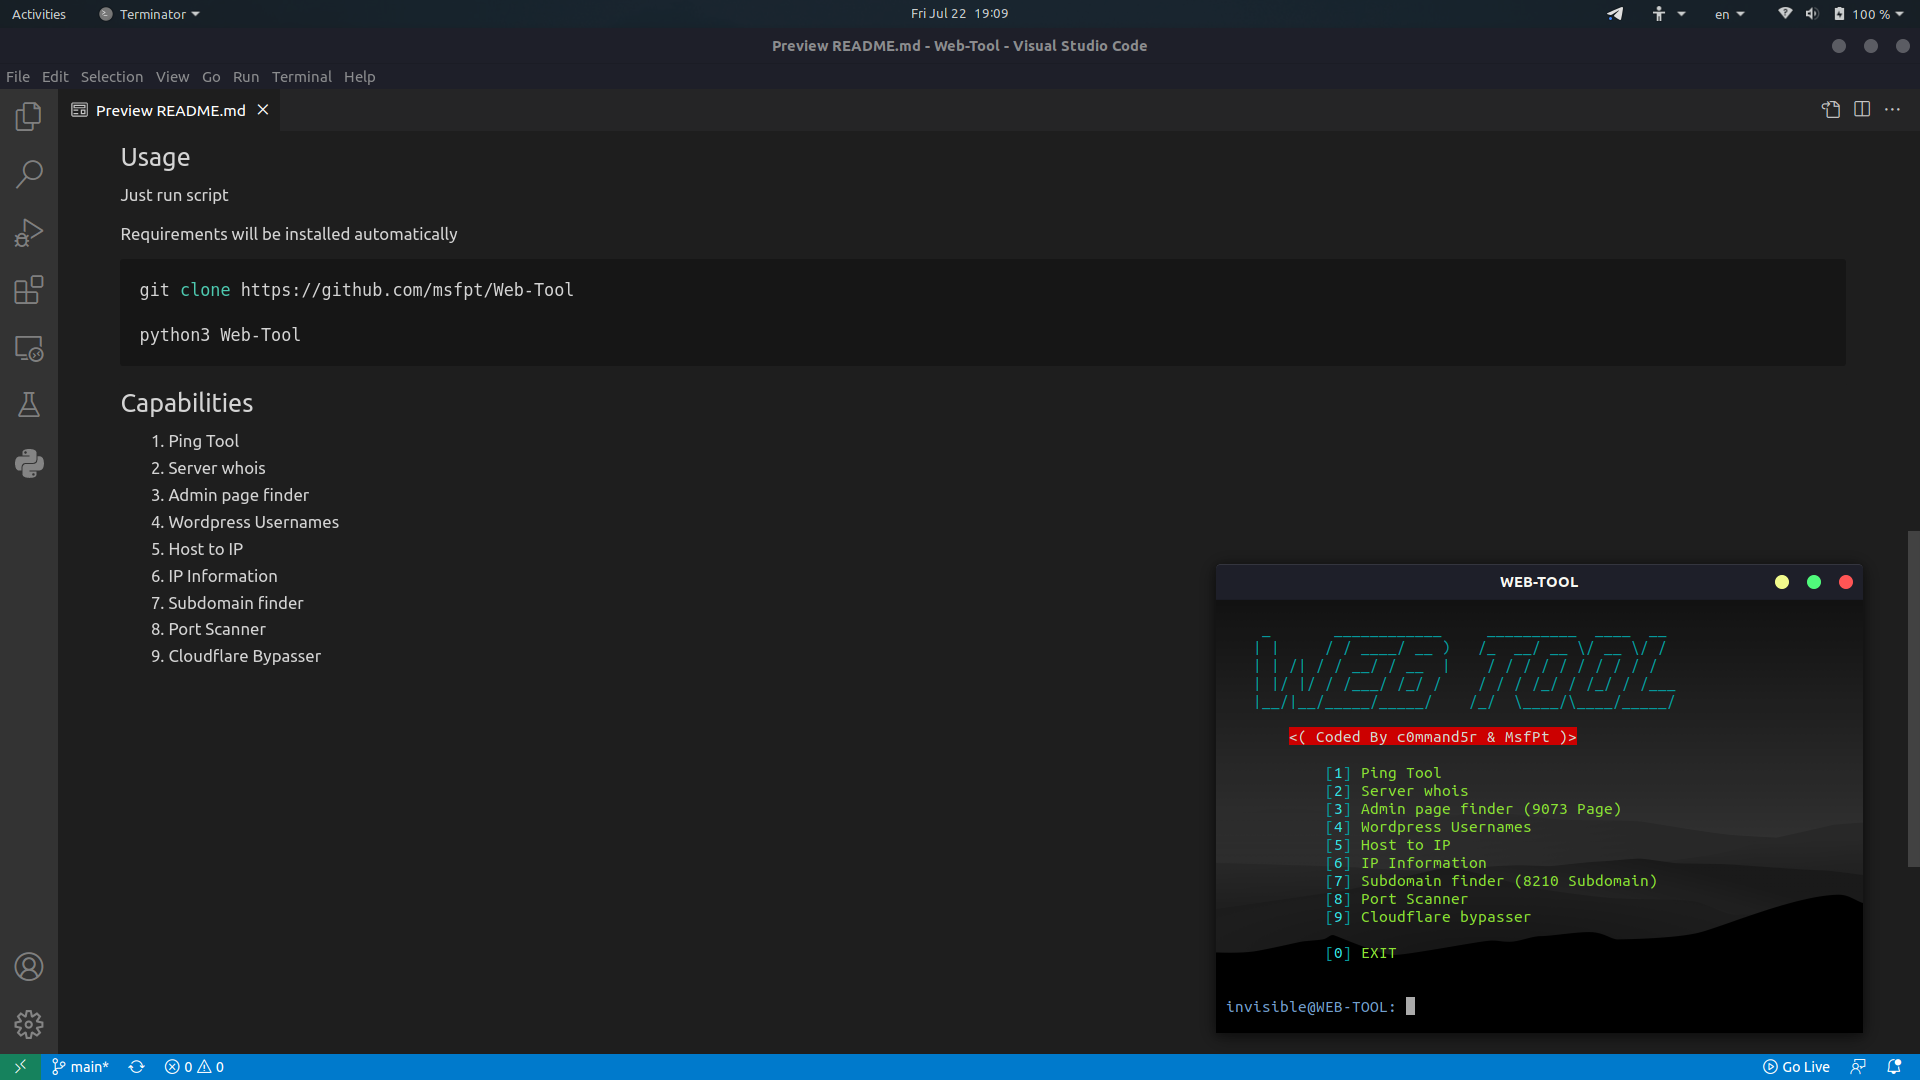 Activities Terminator Fri Jul 22 19:09 en 100 %
Preview README.md - Web-Tool - Visual Studio Code
File Edit Selection View Go Run Terminal Help
Preview README.md
Usage
Just run script
Requirements will be installed automatically
git clone https://github.com/msfpt/Web-Tool
python3 Web-Tool
Capabilities
1. Ping Tool
2. Server whois
3. Admin page finder
4. Wordpress Usernames
5. Host to IP
6. IP Information
7. Subdomain finder
8. Port Scanner
9. Cloudflare Bypasser
WEB-TOOL
WEB TOOL
<( Coded By c0mmand5r & MsfPt )>
[1] Ping Tool
[2] Server whois
[3] Admin page finder (9073 Page)
[4] Wordpress Usernames
[5] Host to IP
[6] IP Information
[7] Subdomain finder (8210 Subdomain)
[8] Port Scanner
[9] Cloudflare bypasser
[0] EXIT
invisible@WEB-TOOL:
main* 0 0 Go Live